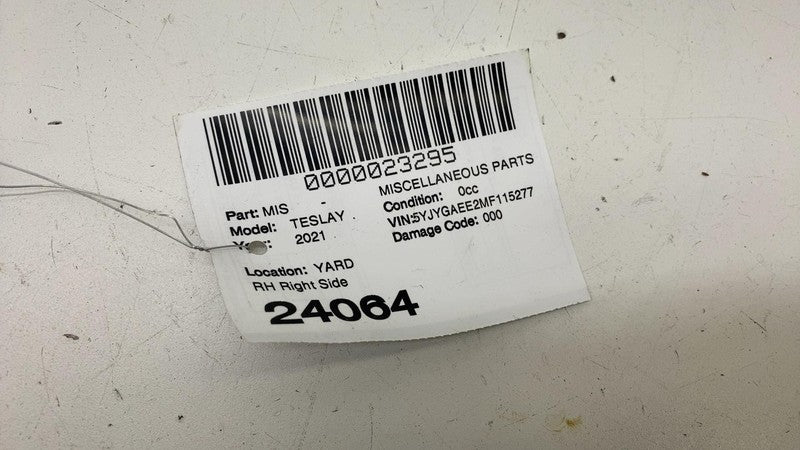 0000023295
Part: MIS - MISCELLANEOUS PARTS
Model: TESLAY . Condition: 0cc
2021 VIN:5YJYGAEE2MF115277
Damage Code: 000
Location: YARD
RH Right Side
24064